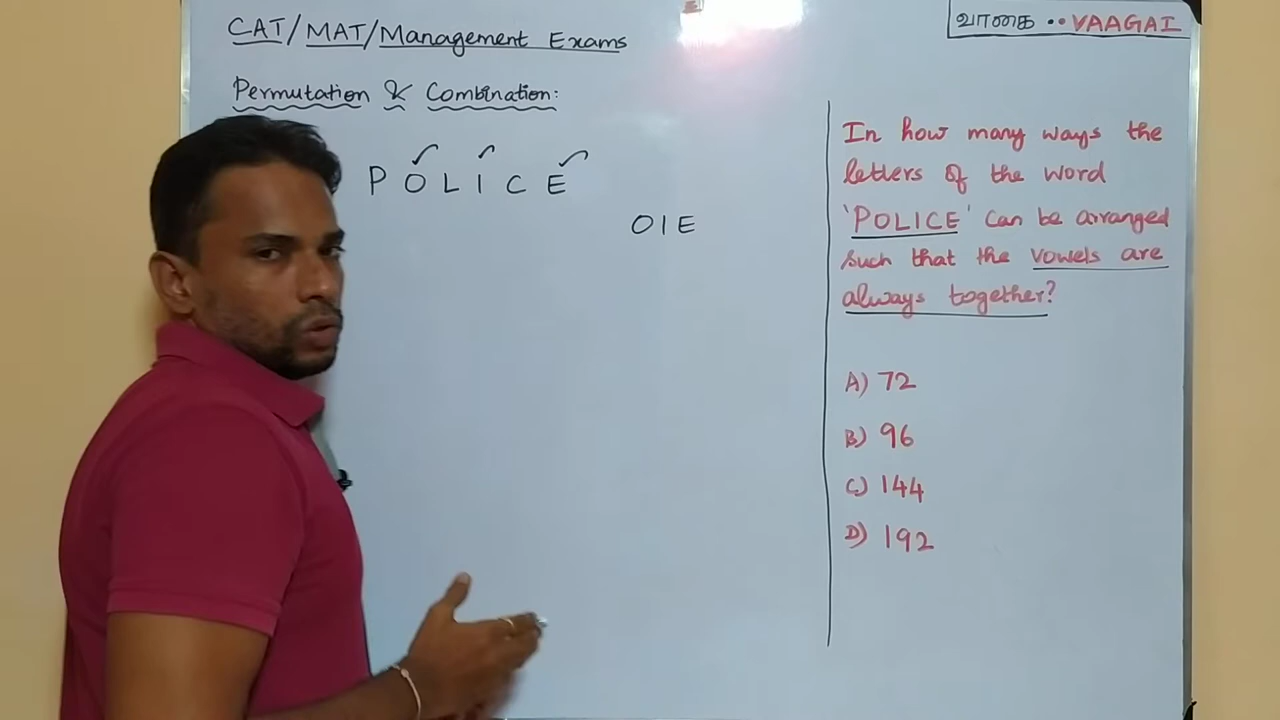 CAT/MAT/Management Exams
வாகை ••VAAGAI
Permutation & Combination:
P O L I C E
O I E
In how many ways the
letters of the word
'POLICE' can be arranged
such that the vowels are
always together?
A) 72
B) 96
C) 144
D) 192